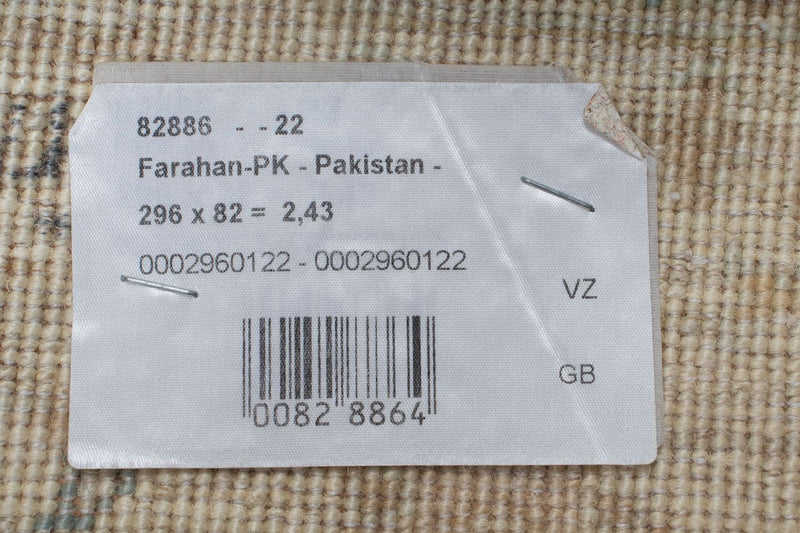 82886 - - 22
Farahan-PK - Pakistan -
296 x 82 = 2,43
0002960122 - 0002960122
VZ
GB
0082 8864